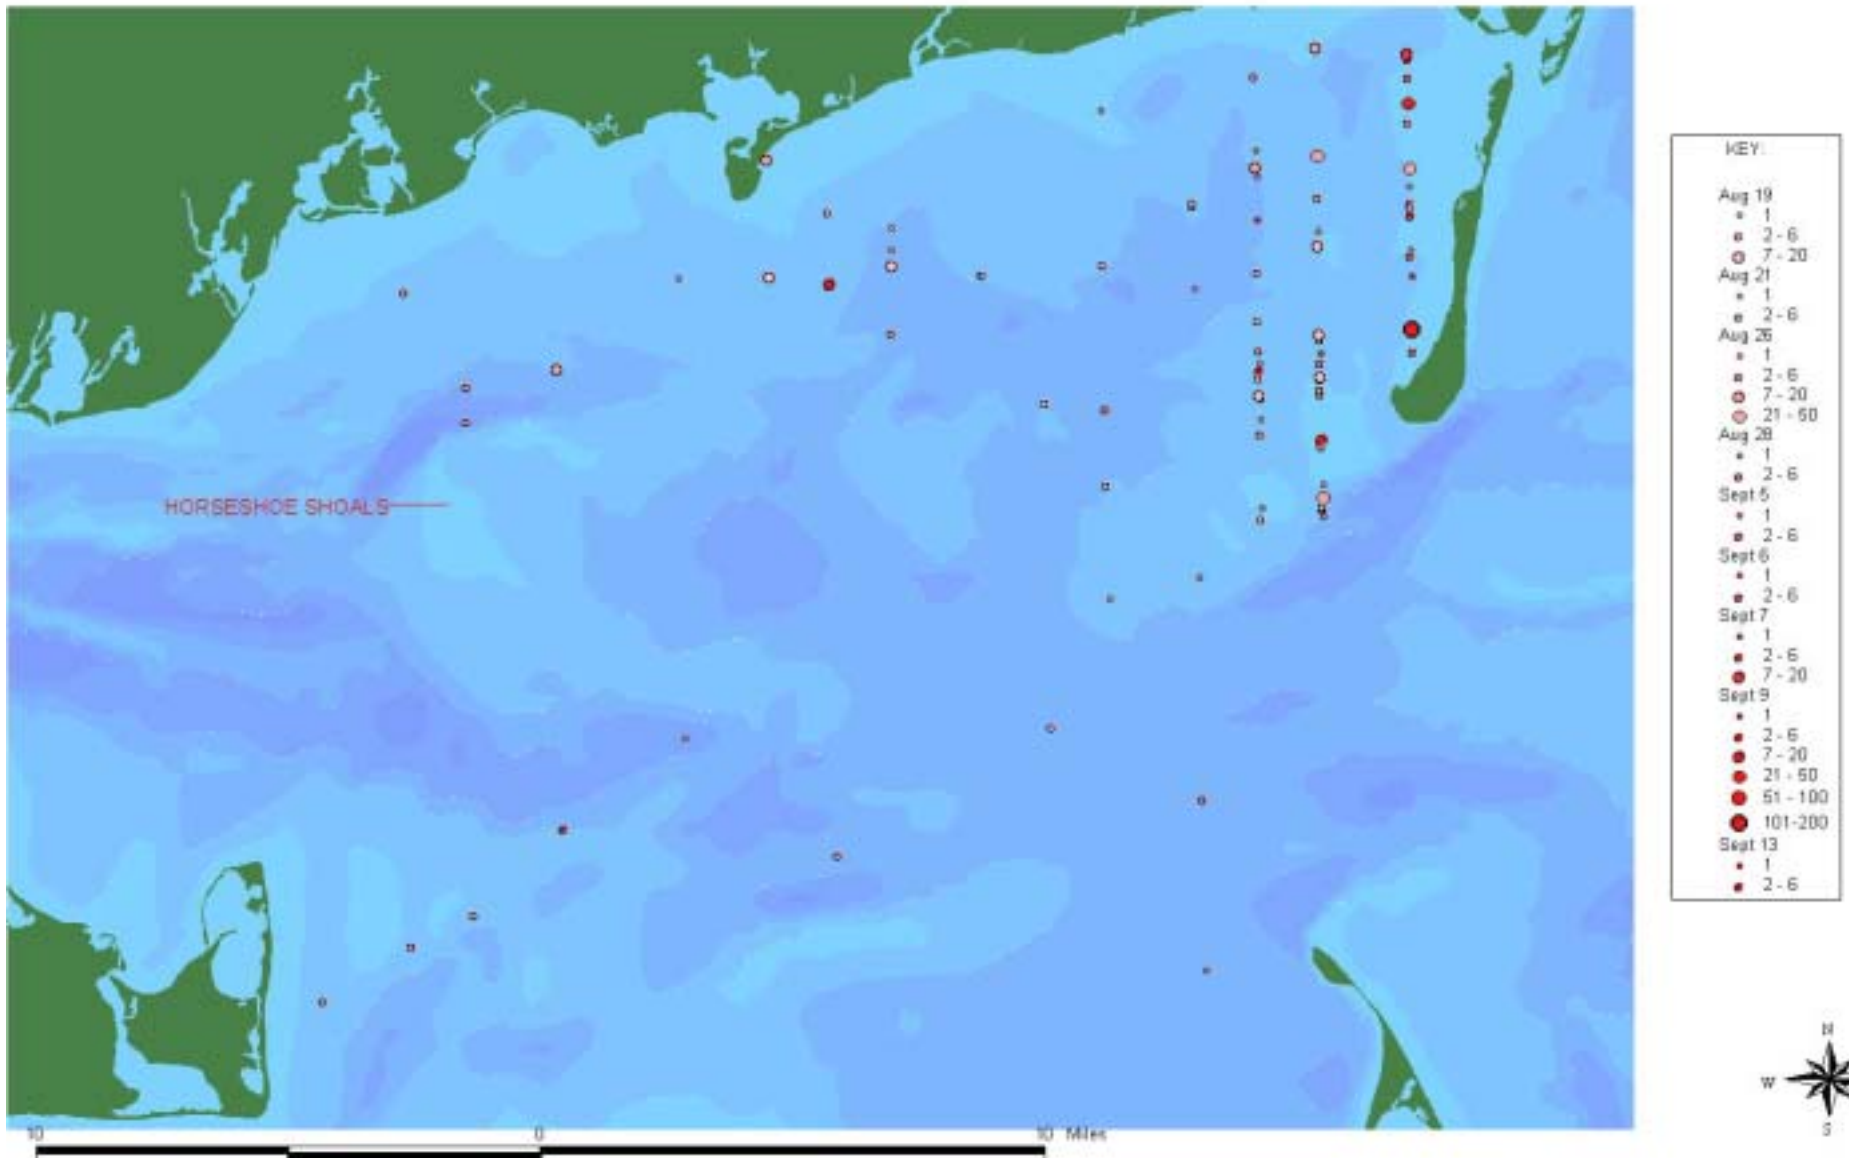 HORSESHOE SHOALS
KEY:
Aug 19
1
2 - 6
7 - 20
Aug 21
1
2 - 6
Aug 26
1
2 - 6
7 - 20
21 - 50
Aug 28
1
2 - 6
Sept 5
1
2 - 6
Sept 6
1
2 - 6
Sept 7
1
2 - 6
7 - 20
Sept 9
1
2 - 6
7 - 20
21 - 50
51 - 100
101-200
Sept 13
1
2 - 6
N
W
S
10 0 10 Miles